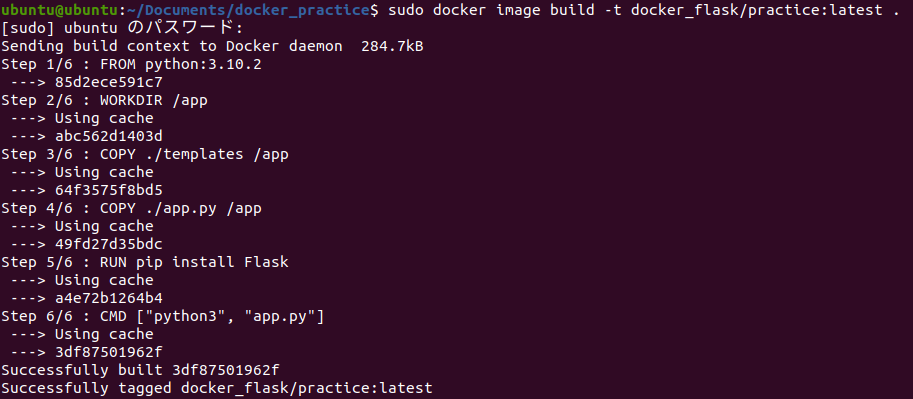 ubuntu@ubuntu:~/Documents/docker_practice$ sudo docker image build -t docker_flask/practice:latest .
[sudo] ubuntu のパスワード:
Sending build context to Docker daemon  284.7kB
Step 1/6 : FROM python:3.10.2
 ---> 85d2ece591c7
Step 2/6 : WORKDIR /app
 ---> Using cache
 ---> abc562d1403d
Step 3/6 : COPY ./templates /app
 ---> Using cache
 ---> 64f3575f8bd5
Step 4/6 : COPY ./app.py /app
 ---> Using cache
 ---> 49fd27d35bdc
Step 5/6 : RUN pip install Flask
 ---> Using cache
 ---> a4e72b1264b4
Step 6/6 : CMD ["python3", "app.py"]
 ---> Using cache
 ---> 3df87501962f
Successfully built 3df87501962f
Successfully tagged docker_flask/practice:latest